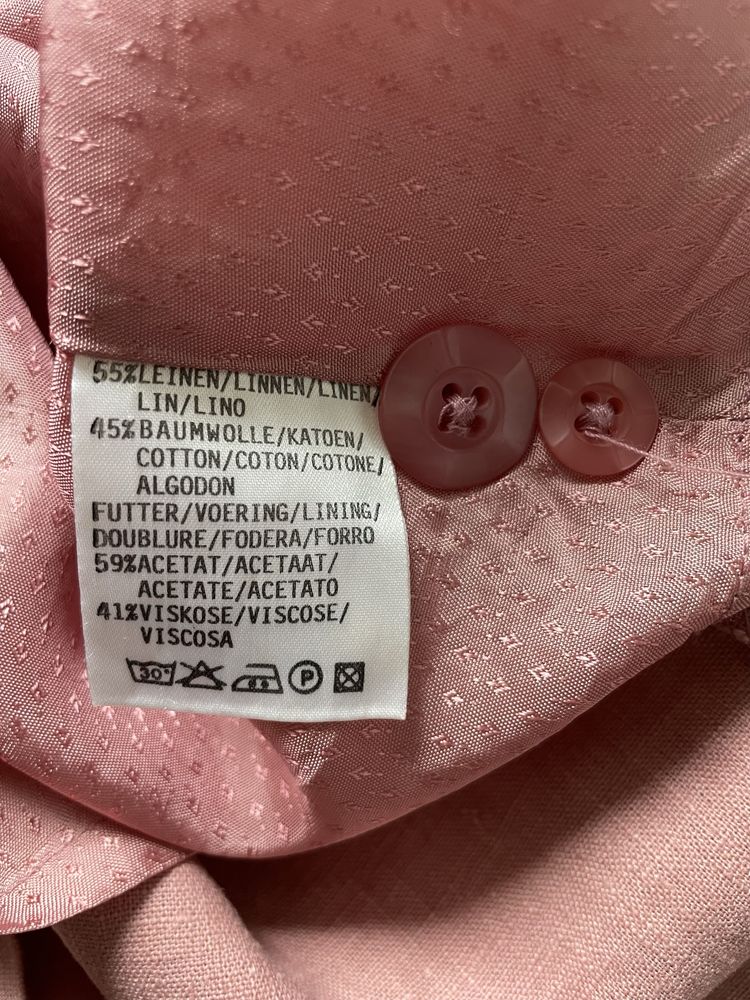 55%LEINEN/LINNEN/LINEN/
LIN/LINO
45%BAUMWOLLE/KATOEN/
COTTON/COTON/COTONE/
ALGODON
FUTTER/VOERING/LINING/
DOUBLURE/FODERA/FORRO
59%ACETAT/ACETAAT/
ACETATE/ACETATO
41%VISKOSE/VISCOSE/
VISCOSA
30° P